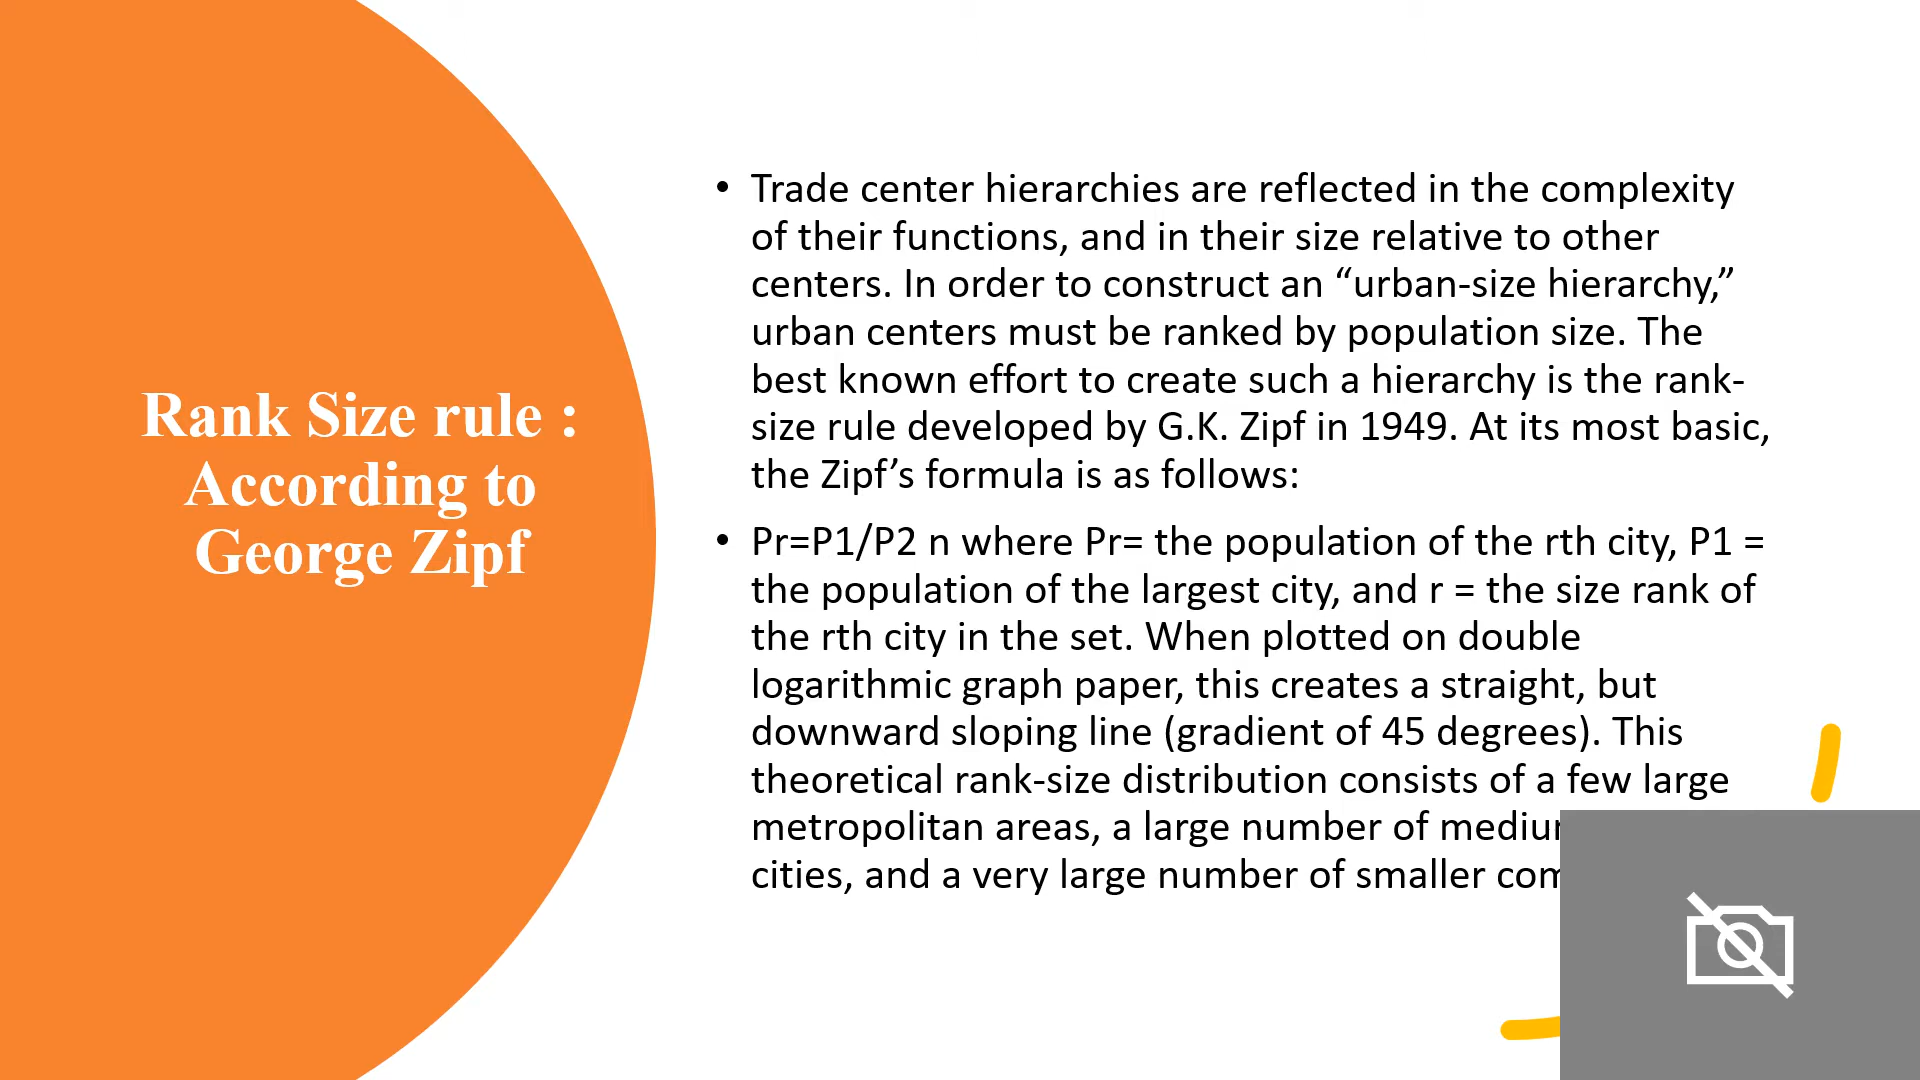 Rank Size rule :
According to
George Zipf
• Trade center hierarchies are reflected in the complexity
of their functions, and in their size relative to other
centers. In order to construct an “urban-size hierarchy,”
urban centers must be ranked by population size. The
best known effort to create such a hierarchy is the rank-
size rule developed by G.K. Zipf in 1949. At its most basic,
the Zipf’s formula is as follows:
• Pr=P1/P2 n where Pr= the population of the rth city, P1 =
the population of the largest city, and r = the size rank of
the rth city in the set. When plotted on double
logarithmic graph paper, this creates a straight, but
downward sloping line (gradient of 45 degrees). This
theoretical rank-size distribution consists of a few large
metropolitan areas, a large number of
cities, and a very large number of smaller